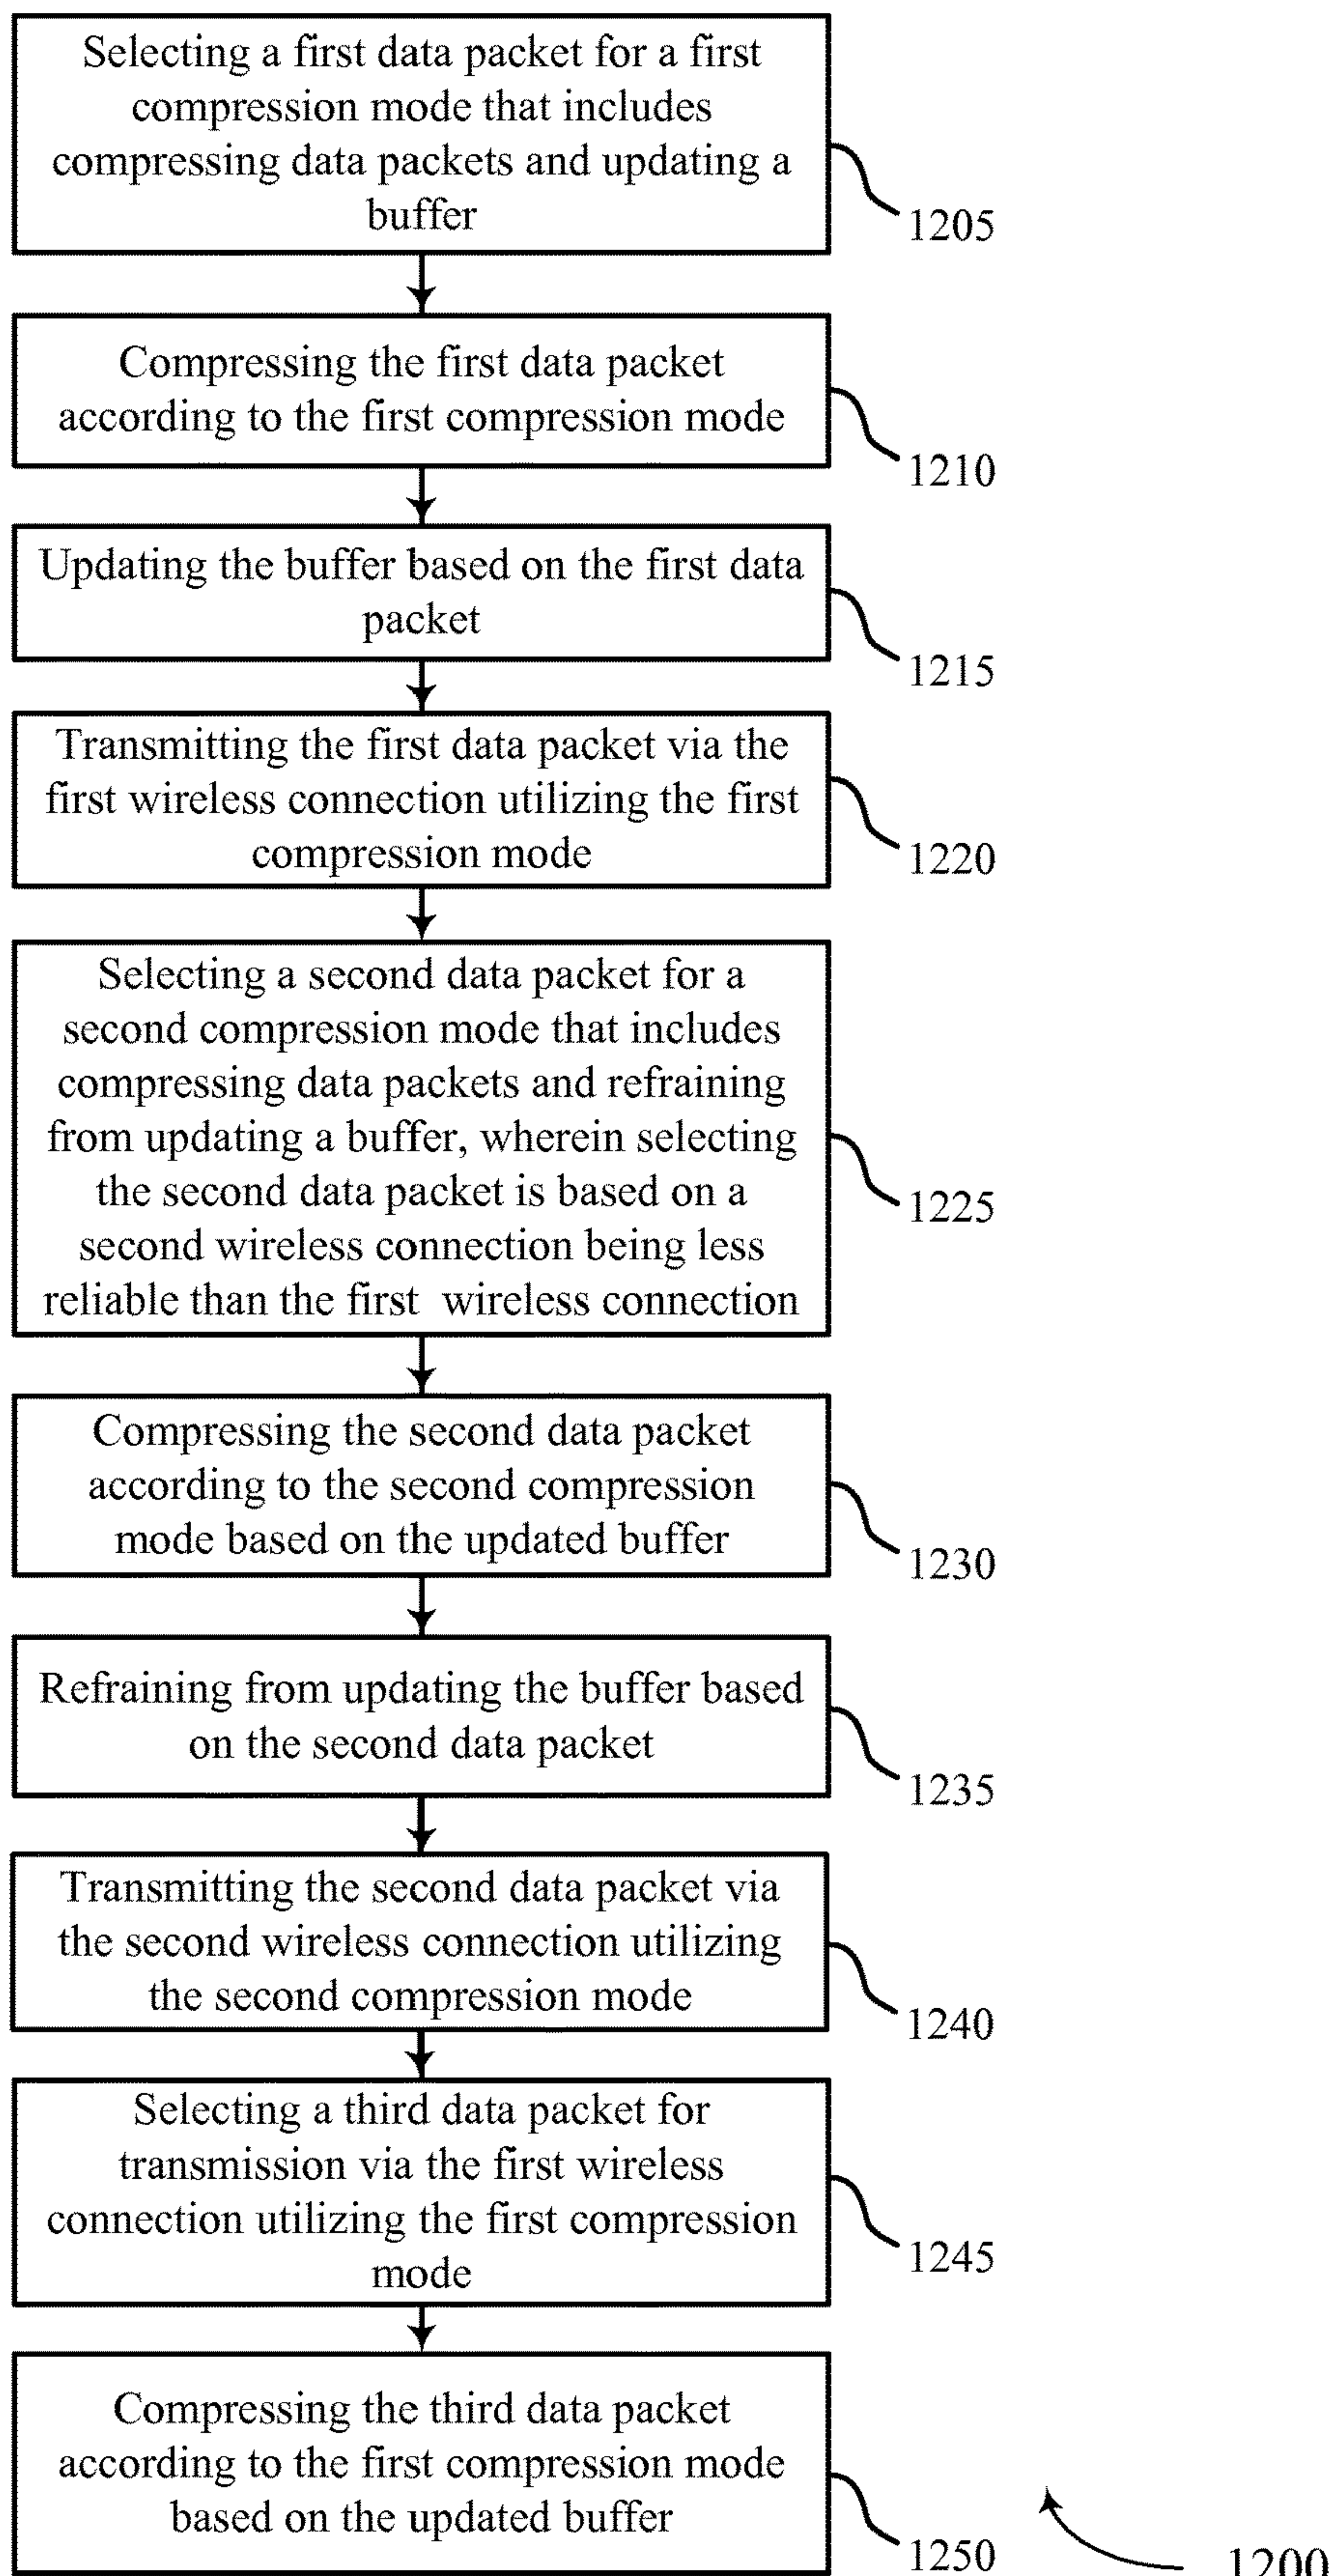 Selecting a first data packet for a first
compression mode that includes
compressing data packets and updating a
buffer
1205
Compressing the first data packet
according to the first compression mode
1210
Updating the buffer based on the first data
packet
1215
Transmitting the first data packet via the
first wireless connection utilizing the first
compression mode
1220
Selecting a second data packet for a
second compression mode that includes
compressing data packets and refraining
from updating a buffer, wherein selecting
the second data packet is based on a
second wireless connection being less
reliable than the first wireless connection
1225
Compressing the second data packet
according to the second compression
mode based on the updated buffer
1230
Refraining from updating the buffer based
on the second data packet
1235
Transmitting the second data packet via
the second wireless connection utilizing
the second compression mode
1240
Selecting a third data packet for
transmission via the first wireless
connection utilizing the first compression
mode
1245
Compressing the third data packet
according to the first compression mode
based on the updated buffer
1250
1200